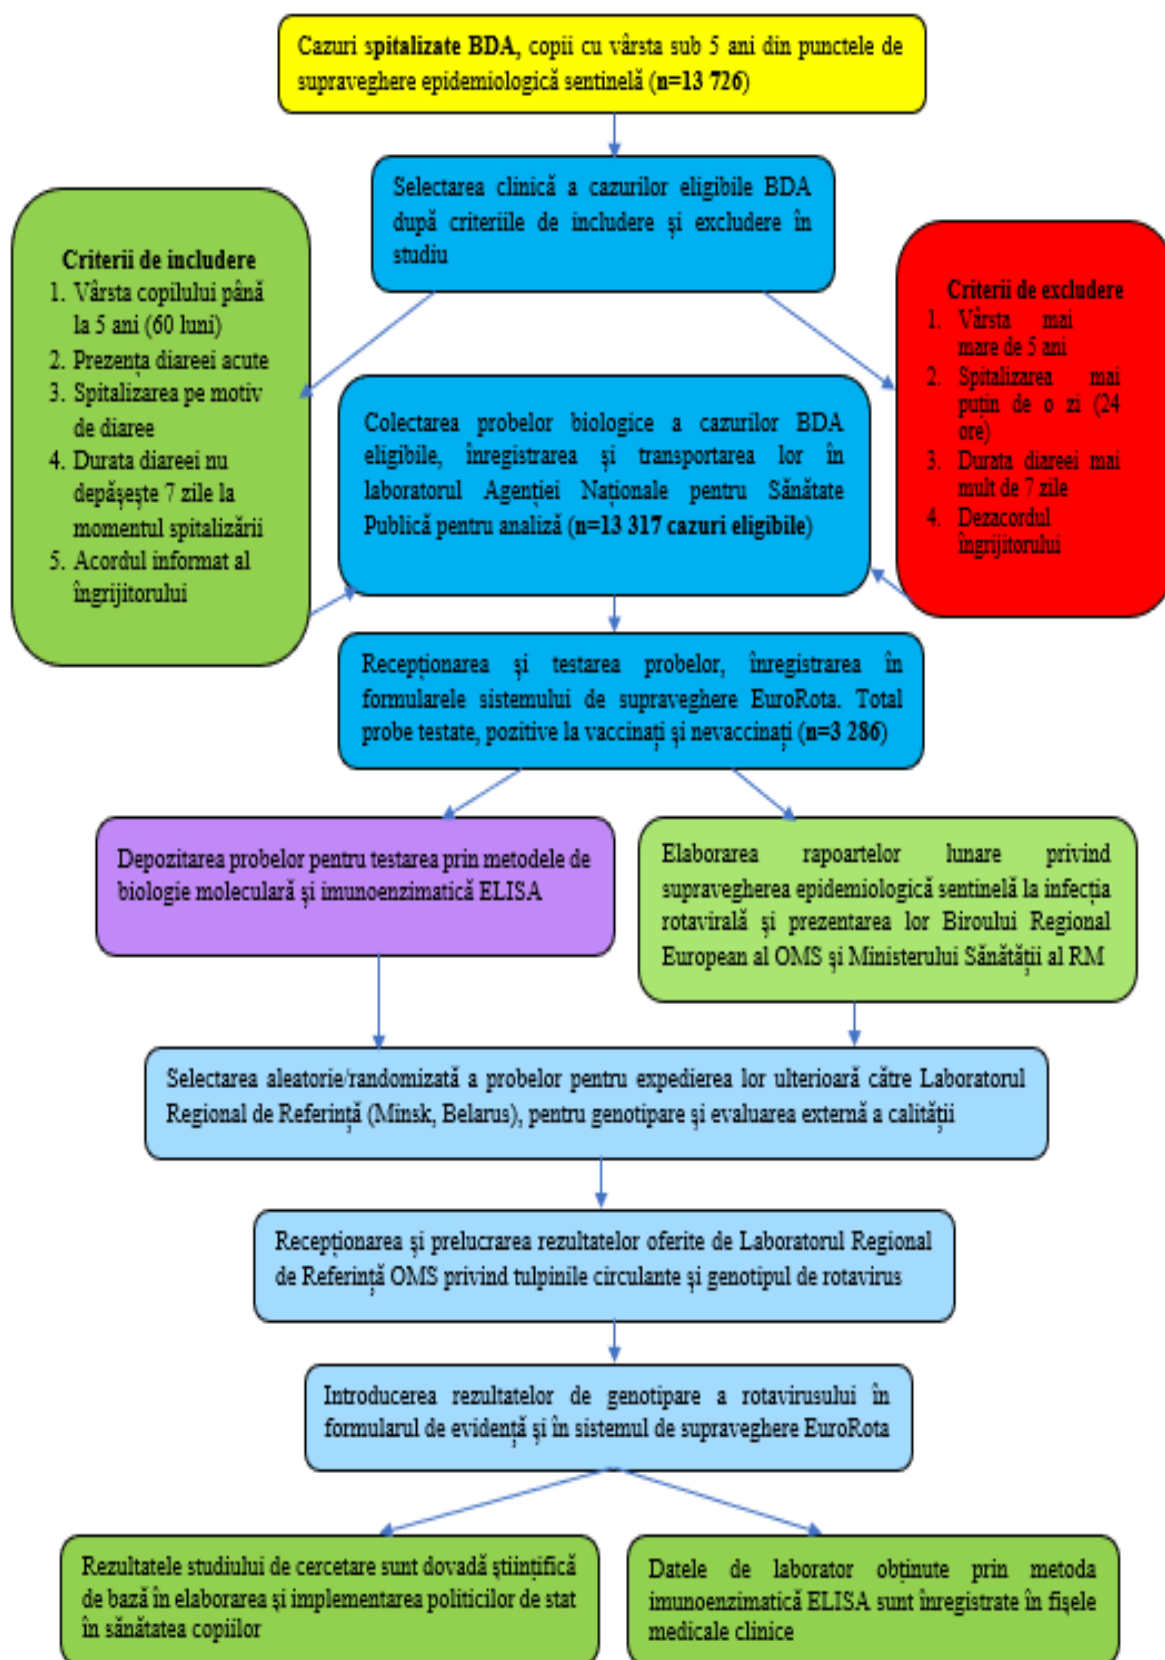 Cazuri spitalizate BDA, copii cu vârsta sub 5 ani din punctele de
supraveghere epidemiologică sentinelă (n=13 726)
Selectarea clinică a cazurilor eligibile BDA
după criteriile de includere și excludere în
studiu
Criterii de includere
1. Vârsta copilului până
la 5 ani (60 luni)
2. Prezența diareei acute
3. Spitalizarea pe motiv
de diaree
4. Durata diareei nu
depășește 7 zile la
momentul spitalizării
5. Acordul informat al
îngrijitorului
Criterii de excludere
1. Vârsta mai
mare de 5 ani
2. Spitalizarea mai
puțin de o zi (24
ore)
3. Durata diareei mai
mult de 7 zile
4. Dezacordul
îngrijitorului
Colectarea probelor biologice a cazurilor BDA
eligibile, înregistrarea și transportarea lor în
laboratorul Agenției Naționale pentru Sănătate
Publică pentru analiză (n=13 317 cazuri eligibile)
Recepționarea și testarea probelor, înregistrarea în
formularele sistemului de supraveghere EuroRota. Total
probe testate, pozitive la vaccinați și nevaccinați (n=3 286)
Depozitarea probelor pentru testarea prin metodele de
biologie moleculară și imunoenzimatică ELISA
Elaborarea rapoartelor lunare privind
supravegherea epidemiologică sentinelă la infecția
rotavirală și prezentarea lor Biroului Regional
European al OMS și Ministerului Sănătății al RM
Selectarea aleatorie/randomizată a probelor pentru expedierea lor ulterioară către Laboratorul
Regional de Referință (Minsk, Belarus), pentru genotipare și evaluarea externă a calității
Recepționarea și prelucrarea rezultatelor oferite de Laboratorul Regional
de Referință OMS privind tulpinile circulante și genotipul de rotavirus
Introducerea rezultatelor de genotipare a rotavirusului în
formularul de evidență și în sistemul de supraveghere EuroRota
Rezultatele studiului de cercetare sunt dovadă științifică
de bază în elaborarea și implementarea politicilor de stat
în sănătatea copiilor
Datele de laborator obținute prin metoda
imunoenzimatică ELISA sunt înregistrate în fișele
medicale clinice